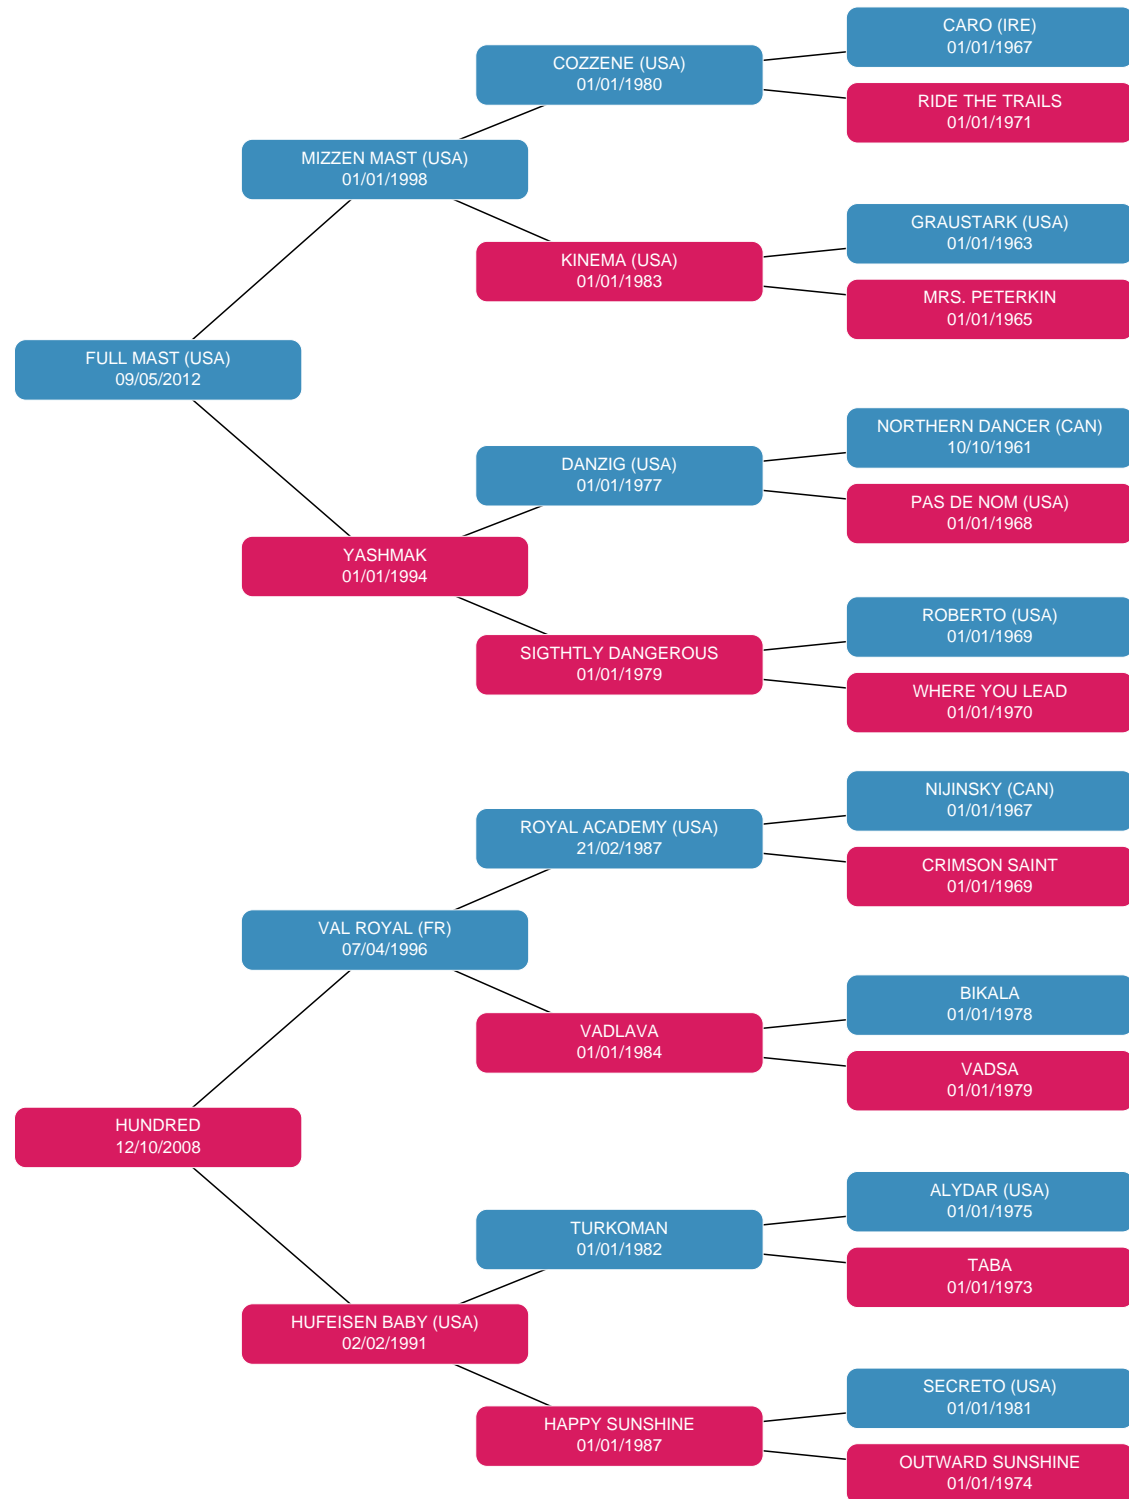 CARO (IRE)
01/01/1967
COZZENE (USA)
01/01/1980
RIDE THE TRAILS
01/01/1971
MIZZEN MAST (USA)
01/01/1998
GRAUSTARK (USA)
01/01/1963
KINEMA (USA)
01/01/1983
MRS. PETERKIN
01/01/1965
FULL MAST (USA)
09/05/2012
NORTHERN DANCER (CAN)
10/10/1961
DANZIG (USA)
01/01/1977
PAS DE NOM (USA)
01/01/1968
YASHMAK
01/01/1994
ROBERTO (USA)
01/01/1969
SIGTHTLY DANGEROUS
01/01/1979
WHERE YOU LEAD
01/01/1970
NIJINSKY (CAN)
01/01/1967
ROYAL ACADEMY (USA)
21/02/1987
CRIMSON SAINT
01/01/1969
VAL ROYAL (FR)
07/04/1996
BIKALA
01/01/1978
VADLAVA
01/01/1984
VADSA
01/01/1979
HUNDRED
12/10/2008
ALYDAR (USA)
01/01/1975
TURKOMAN
01/01/1982
TABA
01/01/1973
HUFEISEN BABY (USA)
02/02/1991
SECRETO (USA)
01/01/1981
HAPPY SUNSHINE
01/01/1987
OUTWARD SUNSHINE
01/01/1974